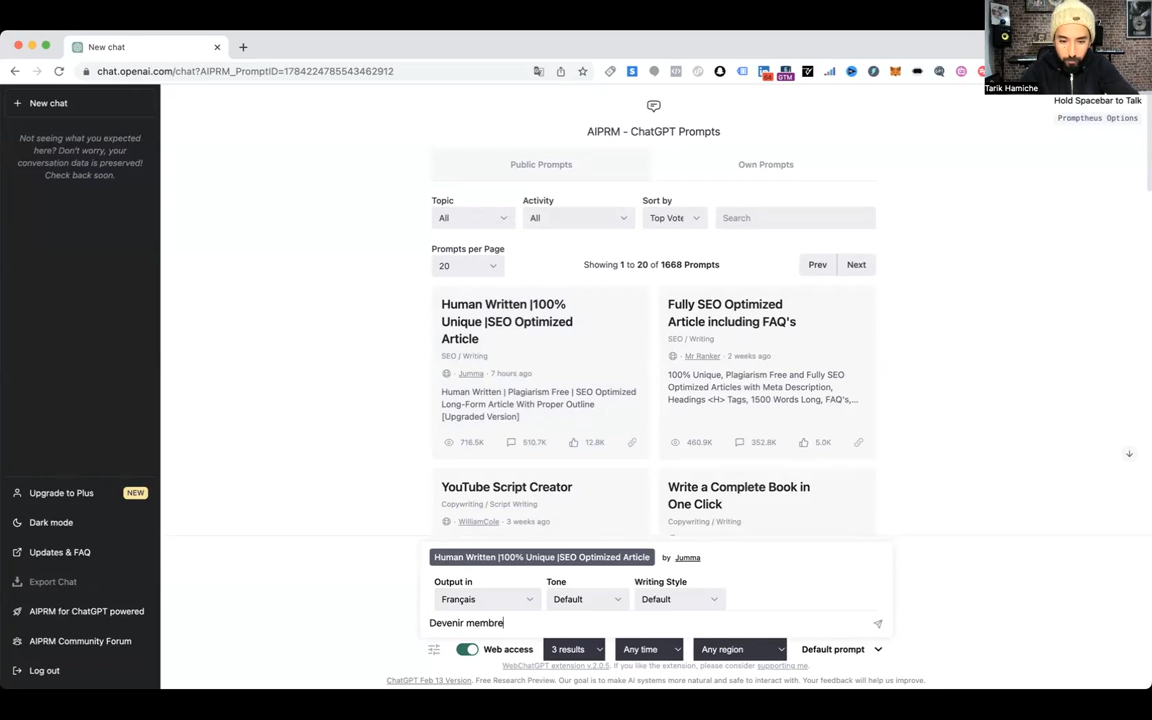 New chat
chat.openai.com/chat?AIPRM_PromptID=1784224785543462912
Tarik Hamiche
Hold Spacebar to Talk
Promptheus Options
New chat
Not seeing what you expected
here? Don't worry, your
conversation data is preserved!
Check back soon.
AIPRM - ChatGPT Prompts
Public Prompts
Own Prompts
Topic
Activity
Sort by
All
All
Top Vote
Search
Prompts per Page
20
Showing 1 to 20 of 1668 Prompts
Prev
Next
Human Written |100%
Unique |SEO Optimized
Article
SEO / Writing
Jumma · 7 hours ago
Human Written | Plagiarism Free | SEO Optimized
Long-Form Article With Proper Outline
[Upgraded Version]
716.5K
510.7K
12.8K
Fully SEO Optimized
Article including FAQ's
SEO / Writing
· Mr Ranker · 2 weeks ago
100% Unique, Plagiarism Free and Fully SEO
Optimized Articles with Meta Description,
Headings <H> Tags, 1500 Words Long, FAQ's,...
460.9K
352.8K
5.0K
YouTube Script Creator
Copywriting / Script Writing
· WilliamCole · 3 weeks ago
Write a Complete Book in
One Click
Copywriting / Writing
Upgrade to Plus
NEW
Dark mode
Updates & FAQ
Export Chat
AIPRM for ChatGPT powered
AIPRM Community Forum
Log out
Human Written |100% Unique |SEO Optimized Article
by Jumma
Output in
Tone
Writing Style
Français
Default
Default
Devenir membre
Web access
3 results
Any time
Any region
Default prompt
WebChatGPT extension v.2.0.5. If you like the extension, please consider supporting me.
ChatGPT Feb 13 Version. Free Research Preview. Our goal is to make AI systems more natural and safe to interact with. Your feedback will help us improve.